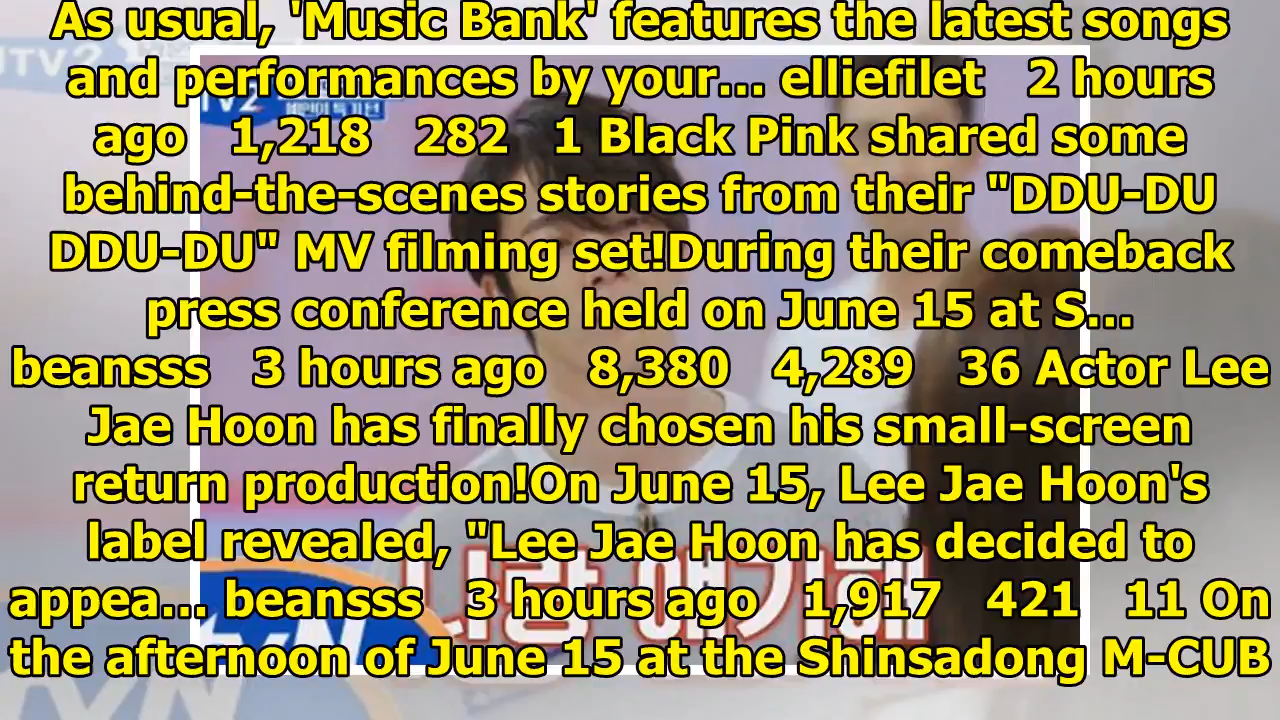 As usual, 'Music Bank' features the latest songs
and performances by your... elliefilet 2 hours
ago 1,218 282 1 Black Pink shared some
behind-the-scenes stories from their "DDU-DU
DDU-DU" MV filming set!During their comeback
press conference held on June 15 at S...
beansss 3 hours ago 8,380 4,289 36 Actor Lee
Jae Hoon has finally chosen his small-screen
return production!On June 15, Lee Jae Hoon's
label revealed, "Lee Jae Hoon has decided to
appea... beansss 3 hours ago 1,917 421 11 On
the afternoon of June 15 at the Shinsadong M-CUB